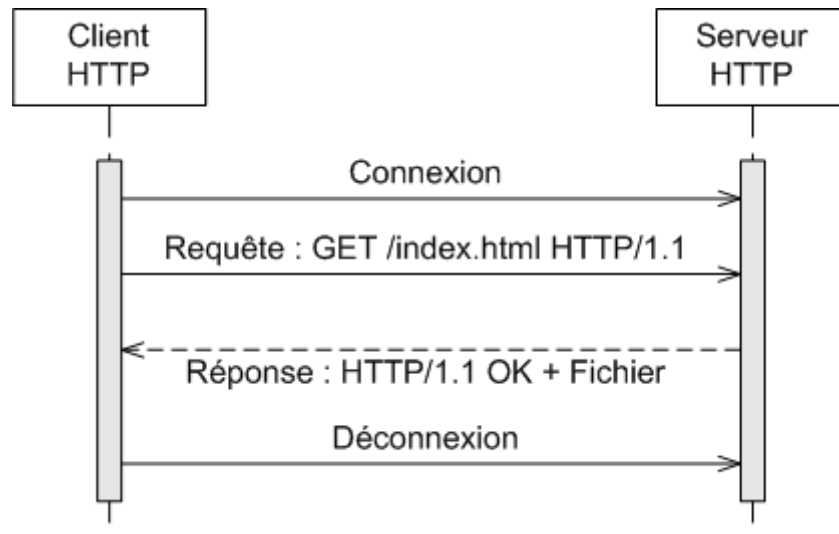 Client
HTTP
Serveur
HTTP
Connexion
Requête : GET /index.html HTTP/1.1
Réponse : HTTP/1.1 OK + Fichier
Déconnexion